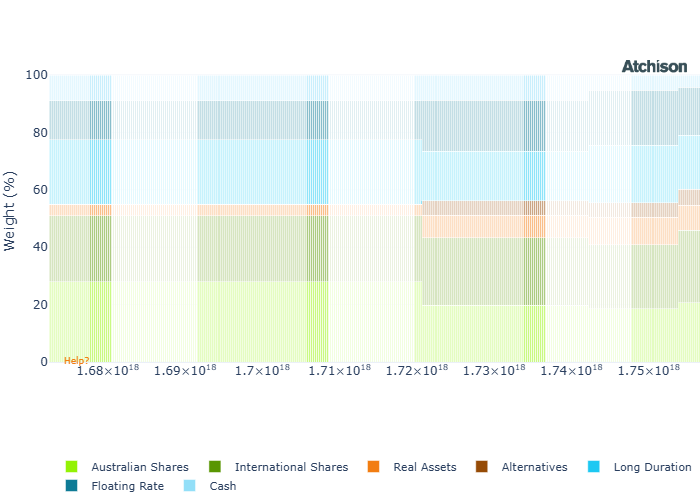 Atchison
100
80
60
40
20
0
Weight (%)
Help?
1.68×10¹⁸ 1.69×10¹⁸ 1.7×10¹⁸ 1.71×10¹⁸ 1.72×10¹⁸ 1.73×10¹⁸ 1.74×10¹⁸ 1.75×10¹⁸
Australian Shares International Shares Real Assets Alternatives Long Duration
Floating Rate Cash